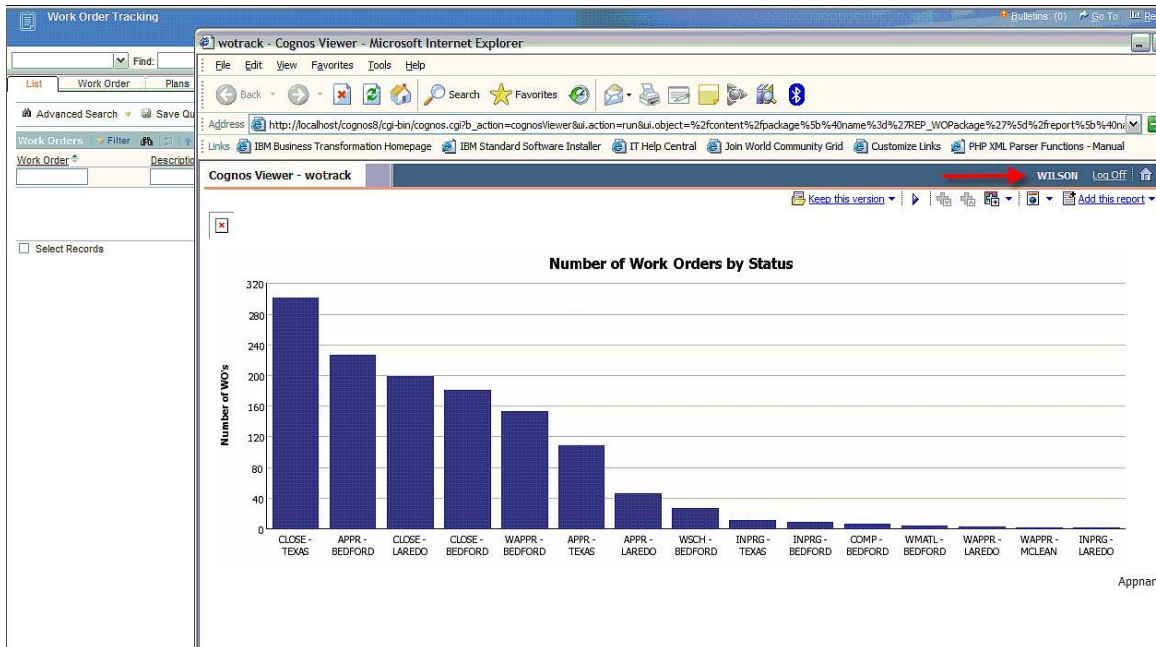 Work Order Tracking
Bulletins: (0) Go To
Find:
List Work Order Plans
Advanced Search Save
Work Orders Filter
Work Order
Select Records
wotrack - Cognos Viewer - Microsoft Internet Explorer
File Edit View Favorites Tools Help
Back Search Favorites
Address http://localhost/cognos8/cgi-bin/cognos.cgi?b_action=cognosViewer&ui.action=run&ui.object=%2fcontent%2fpackage%5b%40name%3d%27REP_WOPackage%27%5d%2freport%5b%40n
Links IBM Business Transformation Homepage IBM Standard Software Installer IT Help Central Join World Community Grid Customize Links PHP XML Parser Functions - Manual
Cognos Viewer - wotrack WILSON Log Off
Keep this version Add this report
Number of Work Orders by Status
Number of WO's
320
280
240
200
160
120
80
40
0
CLOSE - TEXAS
APPR - BEDFORD
CLOSE - LAREDO
CLOSE - BEDFORD
WAPPR - BEDFORD
APPR - TEXAS
APPR - LAREDO
WSCH - BEDFORD
INPRG - TEXAS
INPRG - BEDFORD
COMP - BEDFORD
WMATL - BEDFORD
WAPPR - LAREDO
WAPPR - MCLEAN
INPRG - LAREDO